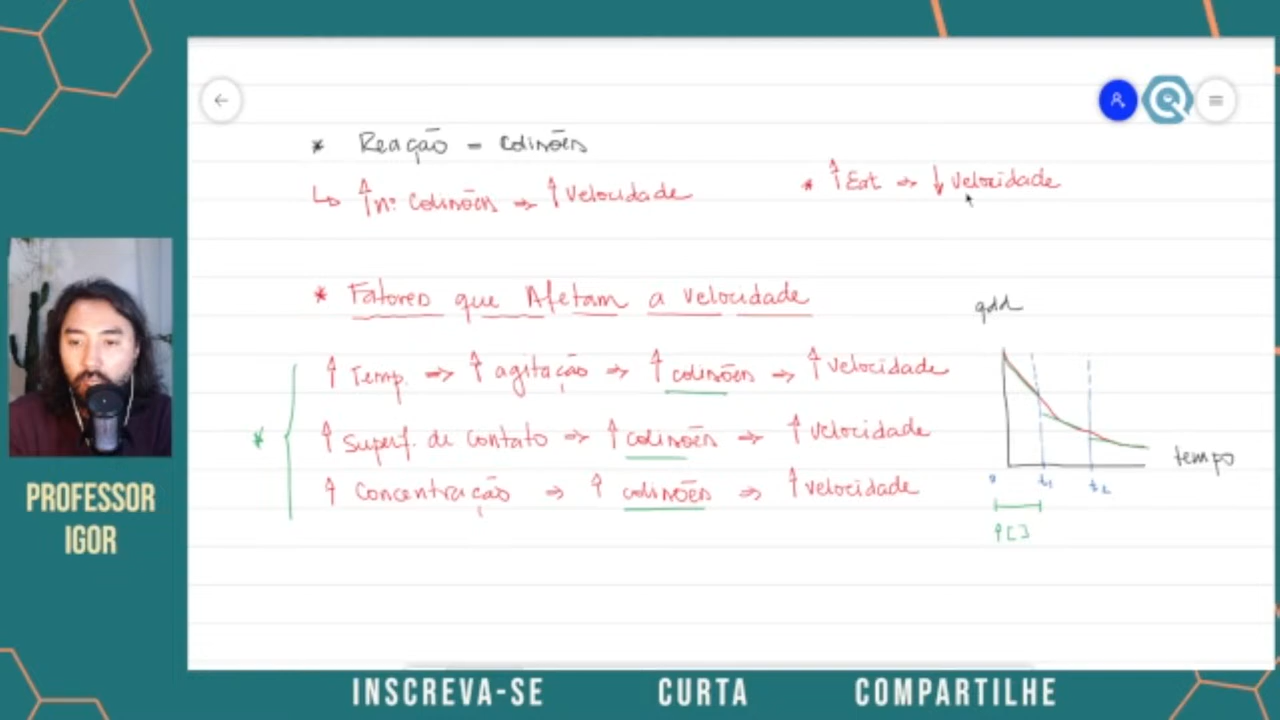 * Reação = Colisões
↳ ↑ nº Colisões ⇒ ↑ Velocidade
* ↑ Eat ⇒ ↓ Velocidade
* Fatores que Afetam a velocidade
qdd
↑ Temp. ⇒ ↑ agitação ⇒ ↑ colisões ⇒ ↑ velocidade
* ↑ Superf. de contato ⇒ ↑ colisões ⇒ ↑ velocidade
↑ Concentração ⇒ ↑ colisões ⇒ ↑ velocidade
tempo
0 t1 t2
↑[ ]
PROFESSOR
IGOR
INSCREVA-SE CURTA COMPARTILHE